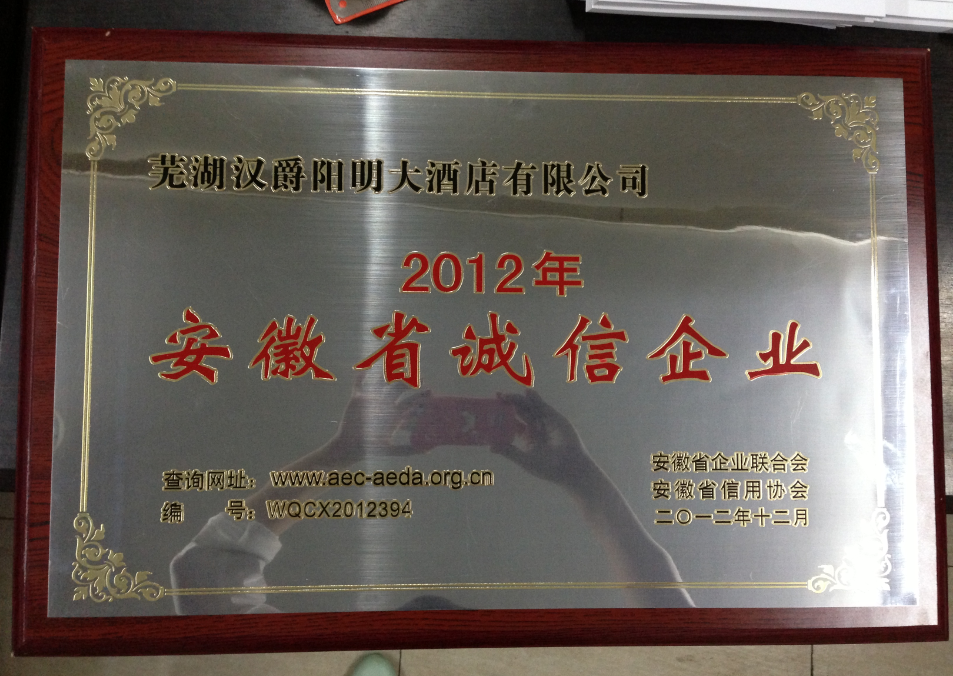 芜湖汉爵阳明大酒店有限公司
2012年
安徽省诚信企业
查询网址：www.aec-aeda.org.cn
编 号：WQCX2012394
安徽省企业联合会
安徽省信用协会
二〇一二年十二月